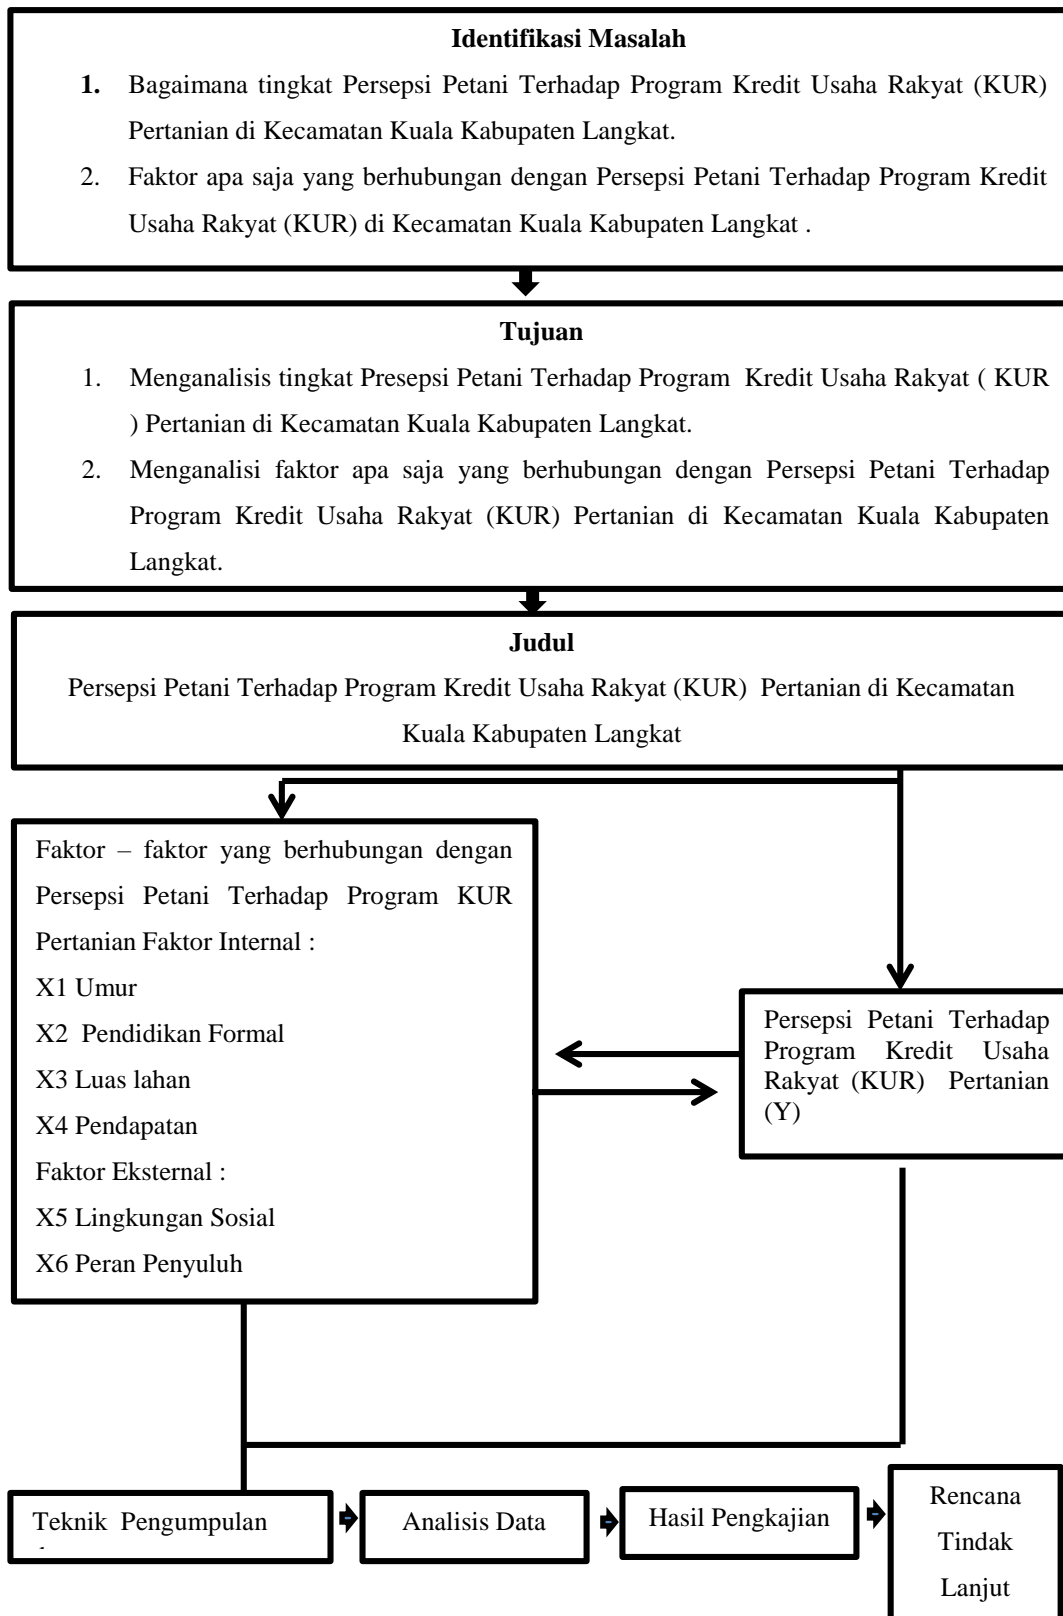 Identifikasi Masalah
1. Bagaimana tingkat Persepsi Petani Terhadap Program Kredit Usaha Rakyat (KUR)
Pertanian di Kecamatan Kuala Kabupaten Langkat.
2. Faktor apa saja yang berhubungan dengan Persepsi Petani Terhadap Program Kredit
Usaha Rakyat (KUR) di Kecamatan Kuala Kabupaten Langkat .
Tujuan
1. Menganalisis tingkat Presepsi Petani Terhadap Program Kredit Usaha Rakyat ( KUR
) Pertanian di Kecamatan Kuala Kabupaten Langkat.
2. Menganalisi faktor apa saja yang berhubungan dengan Persepsi Petani Terhadap
Program Kredit Usaha Rakyat (KUR) Pertanian di Kecamatan Kuala Kabupaten
Langkat.
Judul
Persepsi Petani Terhadap Program Kredit Usaha Rakyat (KUR) Pertanian di Kecamatan
Kuala Kabupaten Langkat
Faktor – faktor yang berhubungan dengan
Persepsi Petani Terhadap Program KUR
Pertanian Faktor Internal :
X1 Umur
X2 Pendidikan Formal
X3 Luas lahan
X4 Pendapatan
Faktor Eksternal :
X5 Lingkungan Sosial
X6 Peran Penyuluh
Persepsi Petani Terhadap
Program Kredit Usaha
Rakyat (KUR) Pertanian
(Y)
Teknik Pengumpulan
Analisis Data
Hasil Pengkajian
Rencana
Tindak
Lanjut